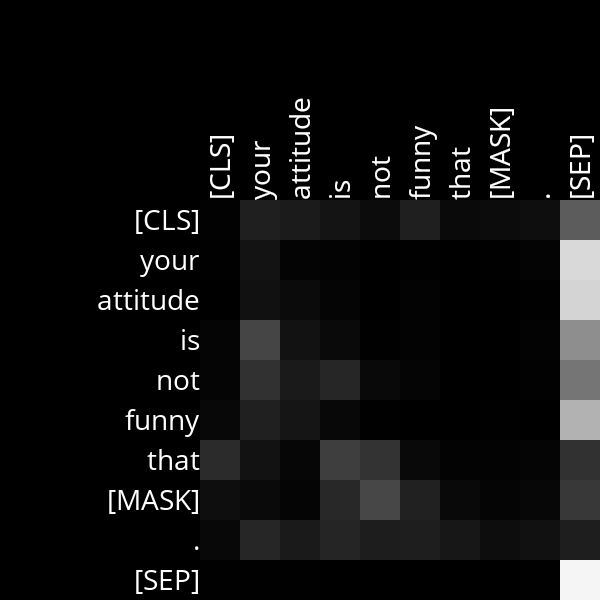 [CLS] your attitude is not funny that [MASK] . [SEP]
[CLS]
your
attitude
is
not
funny
that
[MASK]
.
[SEP]